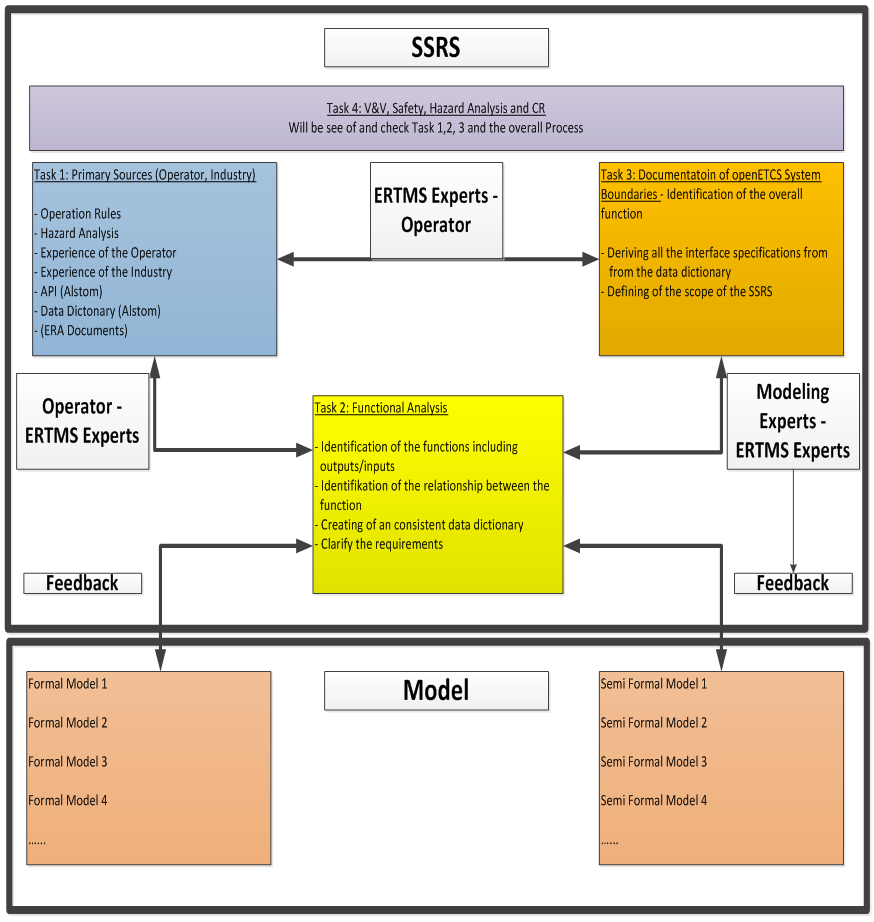 SSRS
Task 4: V&V, Safety, Hazard Analysis and CR
Will be see of and check Task 1,2, 3 and the overall Process
Task 1: Primary Sources (Operator, Industry)
- Operation Rules
- Hazard Analysis
- Experience of the Operator
- Experience of the Industry
- API (Alstom)
- Data Dictonary (Alstom)
- (ERA Documents)
ERTMS Experts -
Operator
Task 3: Documentatoin of openETCS System
Boundaries - Identification of the overall
function
- Deriving all the interface specifications from
from the data dictionary
- Defining of the scope of the SSRS
Operator -
ERTMS Experts
Task 2: Functional Analysis
- Identification of the functions including
outputs/inputs
- Identifikation of the relationship between the
function
- Creating of an consistent data dictionary
- Clarify the requirements
Modeling
Experts -
ERTMS Experts
Feedback
Feedback
Model
Formal Model 1
Formal Model 2
Formal Model 3
Formal Model 4
......
Semi Formal Model 1
Semi Formal Model 2
Semi Formal Model 3
Semi Formal Model 4
......